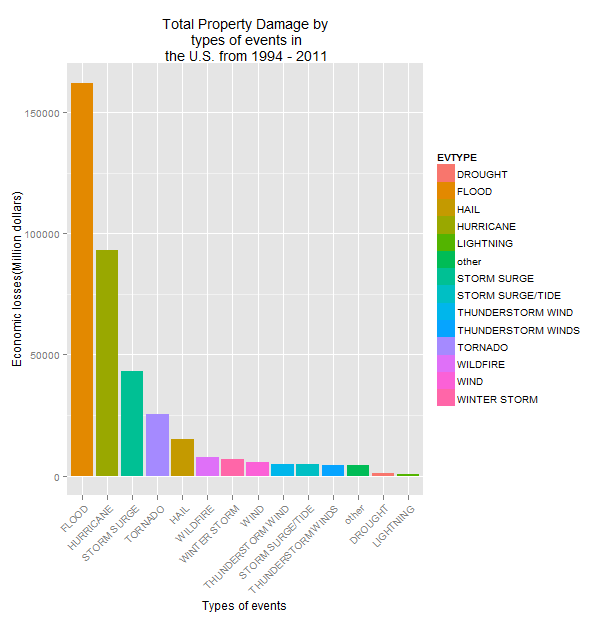 Total Property Damage by
types of events in
the U.S. from 1994 - 2011
Economic losses(Million dollars)
150000
100000
50000
0
FLOOD
HURRICANE
STORM SURGE
TORNADO
HAIL
WILDFIRE
WINTER STORM
WIND
THUNDERSTORM WIND
STORM SURGE/TIDE
THUNDERSTORM WINDS
other
DROUGHT
LIGHTNING
Types of events
EVTYPE
DROUGHT
FLOOD
HAIL
HURRICANE
LIGHTNING
other
STORM SURGE
STORM SURGE/TIDE
THUNDERSTORM WIND
THUNDERSTORM WINDS
TORNADO
WILDFIRE
WIND
WINTER STORM